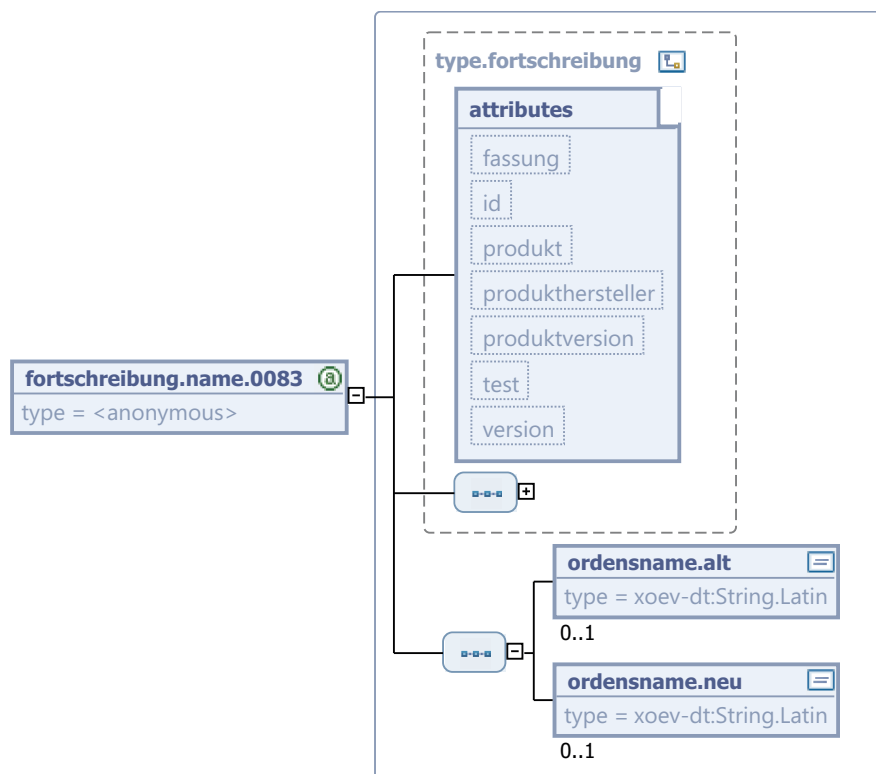 type.fortschreibung
attributes
fassung
id
produkt
produkthersteller
produktversion
test
version
fortschreibung.name.0083
type = <anonymous>
ordensname.alt
type = xoev-dt:String.Latin
0..1
ordensname.neu
type = xoev-dt:String.Latin
0..1